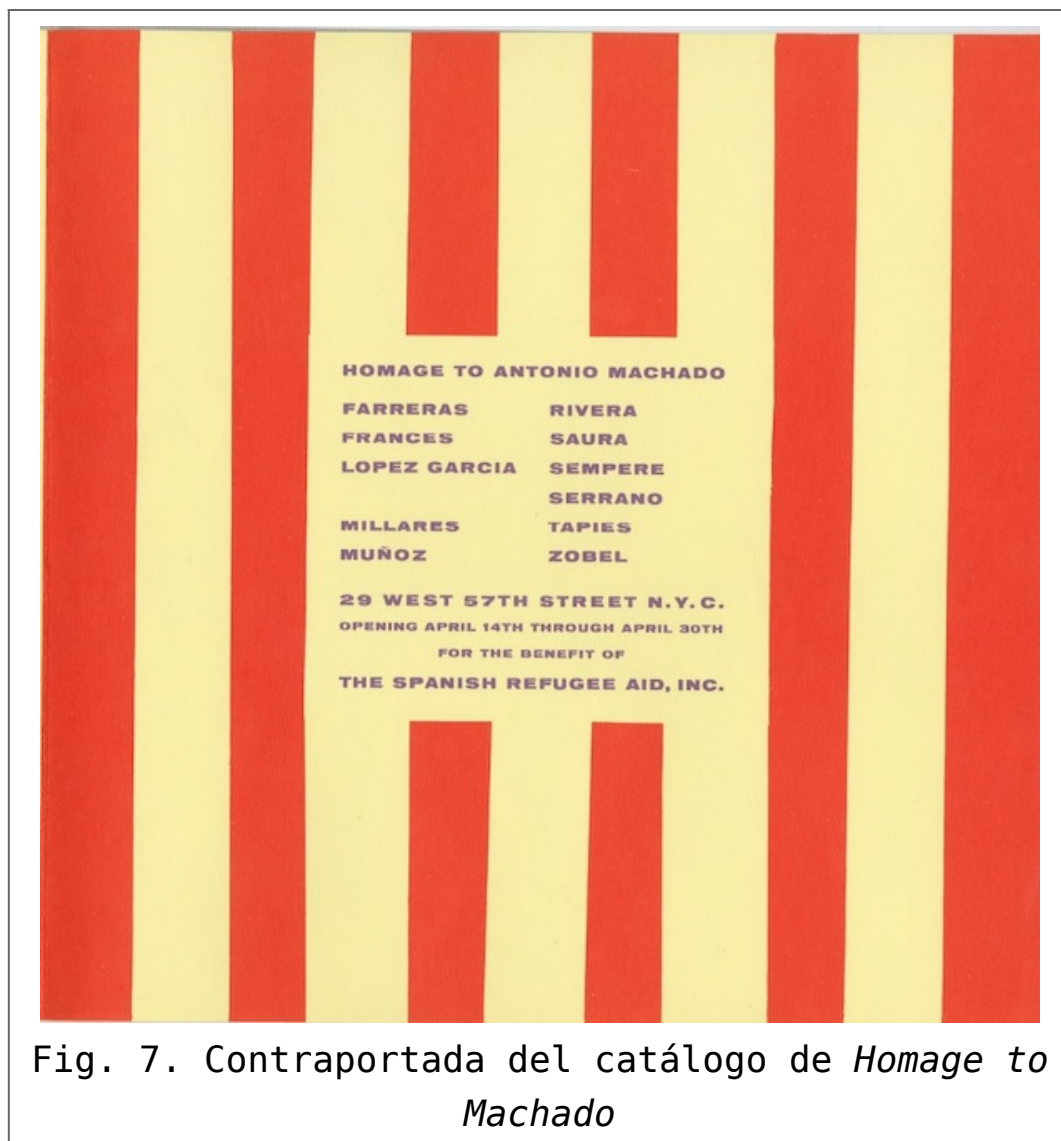 HOMAGE TO ANTONIO MACHADO
FARRERAS RIVERA
FRANCES SAURA
LOPEZ GARCIA SEMPERE
SERRANO
MILLARES TAPIES
MUÑOZ ZOBEL
29 WEST 57TH STREET N.Y.C.
OPENING APRIL 14TH THROUGH APRIL 30TH
FOR THE BENEFIT OF
THE SPANISH REFUGEE AID, INC.
Fig. 7. Contraportada del catálogo de Homage to
Machado